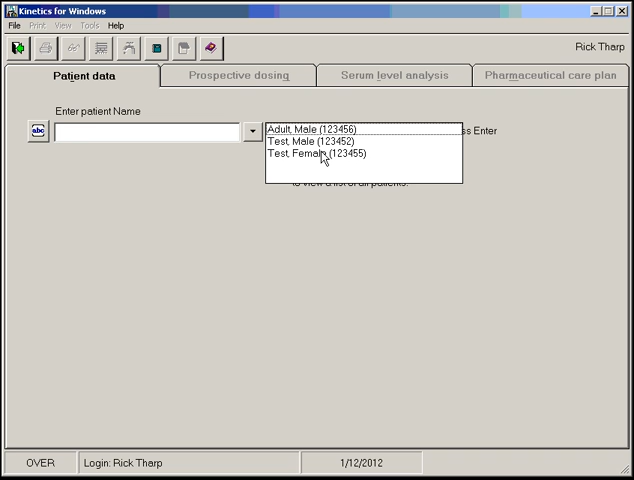 Kinetics for Windows
File Print View Tools Help
Rick Tharp
Patient data Prospective dosing Serum level analysis Pharmaceutical care plan
Enter patient Name
abc
Adult, Male (123456)
ss Enter
Test, Male (123452)
Test, Female (123455)
to view a list of all patients.
OVER Login: Rick Tharp 1/12/2012